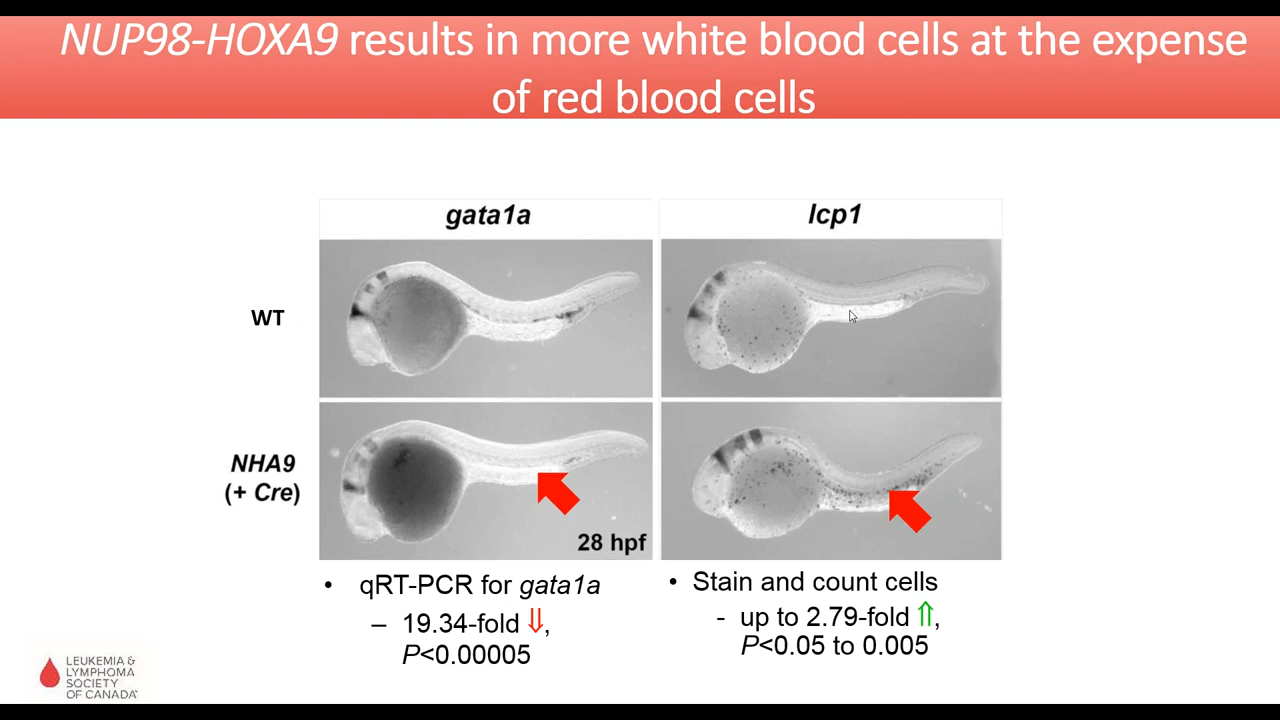 NUP98-HOXA9 results in more white blood cells at the expense
of red blood cells
gata1a
lcp1
WT
NHA9
(+ Cre)
28 hpf
• qRT-PCR for gata1a
– 19.34-fold ⇓,
P<0.00005
• Stain and count cells
- up to 2.79-fold ⇑,
P<0.05 to 0.005
LEUKEMIA &
LYMPHOMA
SOCIETY
OF CANADA